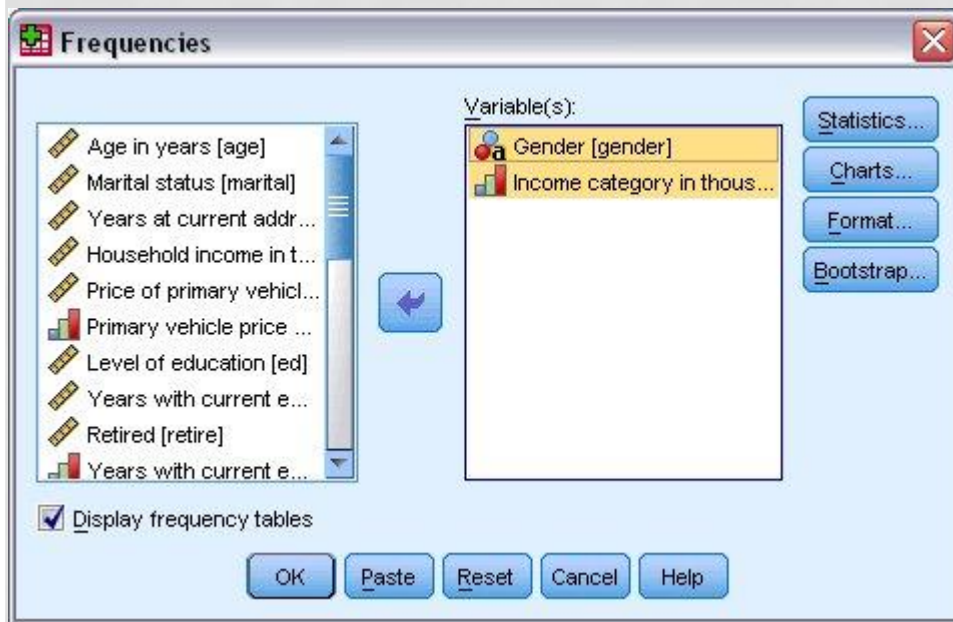 Frequencies
Age in years [age]
Marital status [marital]
Years at current addr...
Household income in t...
Price of primary vehicl...
Primary vehicle price ...
Level of education [ed]
Years with current e...
Retired [retire]
Years with current e...
Variable(s):
a Gender [gender]
Income category in thous...
Statistics...
Charts...
Format...
Bootstrap...
Display frequency tables
OK
Paste
Reset
Cancel
Help